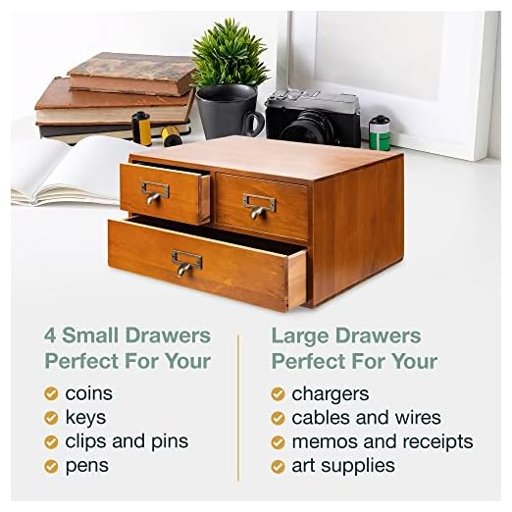 4 Small Drawers
Perfect For Your
coins
keys
clips and pins
pens
Large Drawers
Perfect For Your
chargers
cables and wires
memos and receipts
art supplies